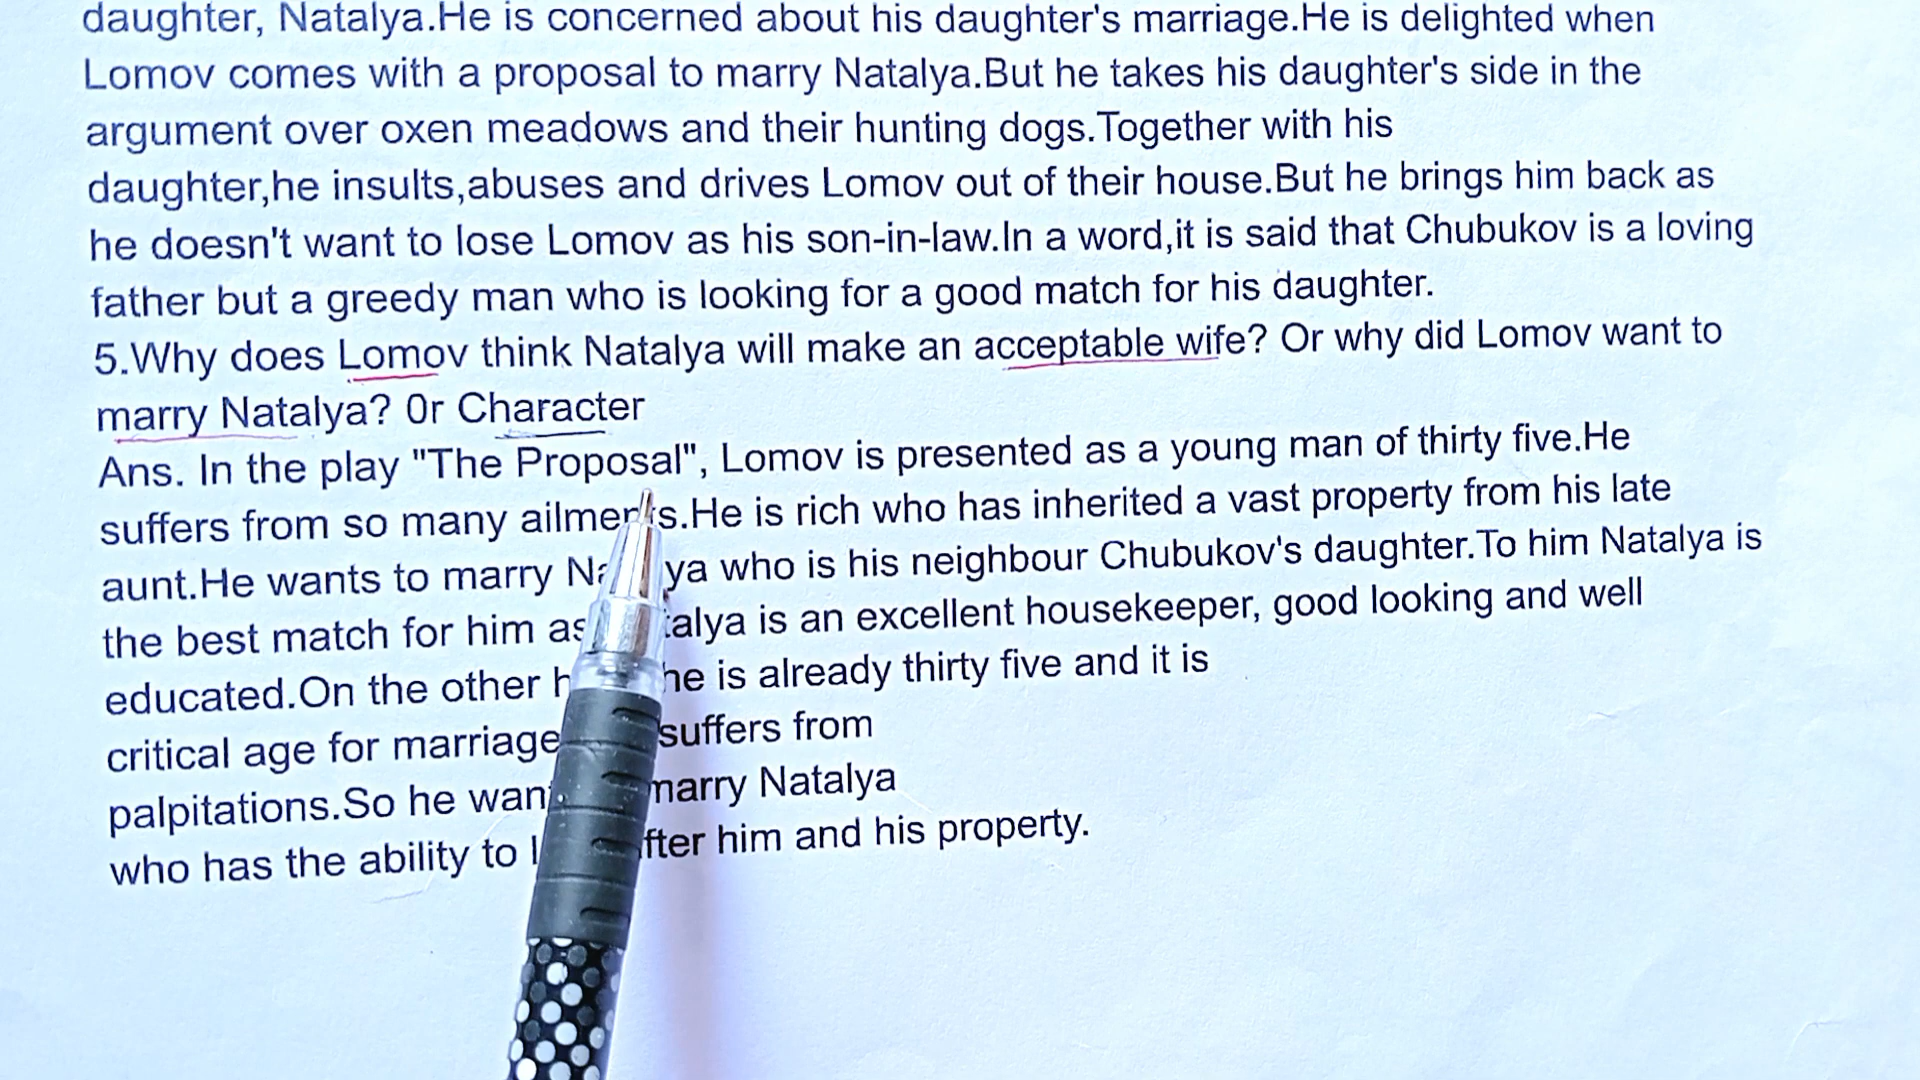 daughter, Natalya.He is concerned about his daughter's marriage.He is delighted when
Lomov comes with a proposal to marry Natalya.But he takes his daughter's side in the
argument over oxen meadows and their hunting dogs.Together with his
daughter,he insults,abuses and drives Lomov out of their house.But he brings him back as
he doesn't want to lose Lomov as his son-in-law.In a word,it is said that Chubukov is a loving
father but a greedy man who is looking for a good match for his daughter.
5.Why does Lomov think Natalya will make an acceptable wife? Or why did Lomov want to
marry Natalya? 0r Character
Ans. In the play "The Proposal", Lomov is presented as a young man of thirty five.He
suffers from so many ailments.He is rich who has inherited a vast property from his late
aunt.He wants to marry Natalya who is his neighbour Chubukov's daughter.To him Natalya is
the best match for him as Natalya is an excellent housekeeper, good looking and well
educated.On the other he is already thirty five and it is
critical age for marriage suffers from
palpitations.So he marry Natalya
who has the ability to after him and his property.